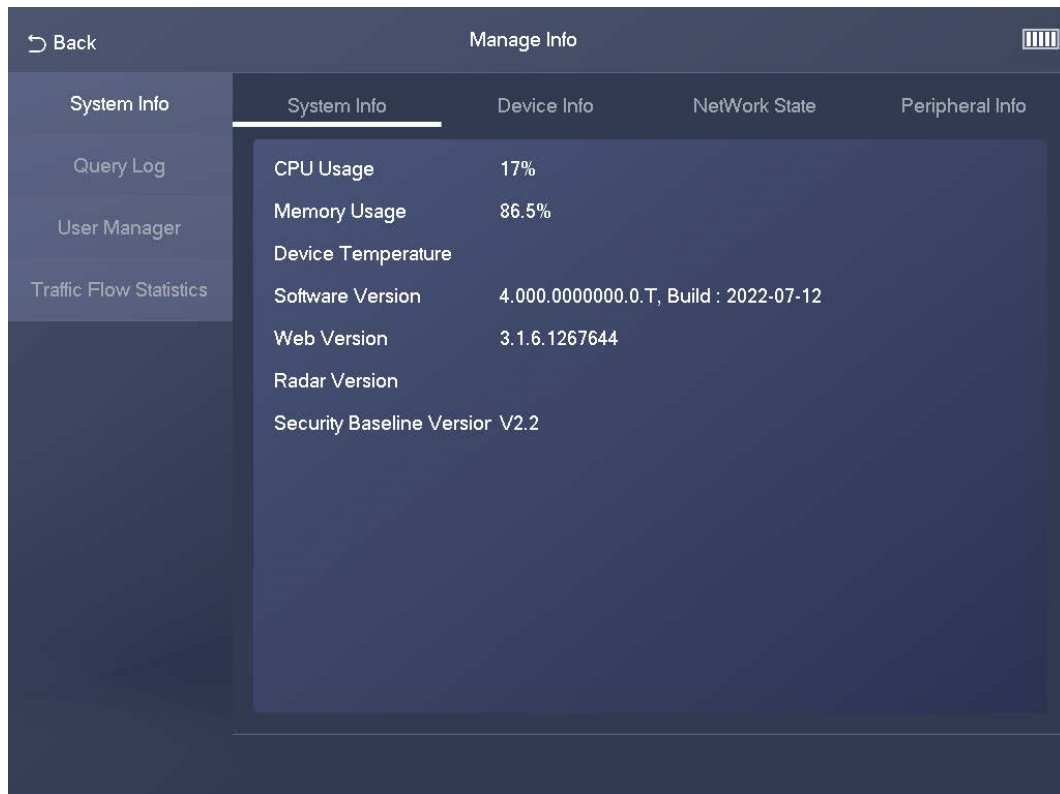 Back
Manage Info
System Info
Query Log
User Manager
Traffic Flow Statistics
System Info Device Info NetWork State Peripheral Info
CPU Usage 17%
Memory Usage 86.5%
Device Temperature
Software Version 4.000.0000000.0.T, Build : 2022-07-12
Web Version 3.1.6.1267644
Radar Version
Security Baseline Versior V2.2